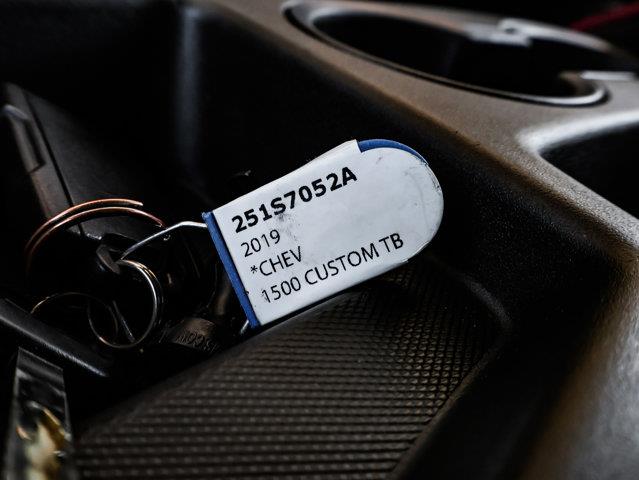 251S7052A
2019
*CHEV
1500 CUSTOM TB